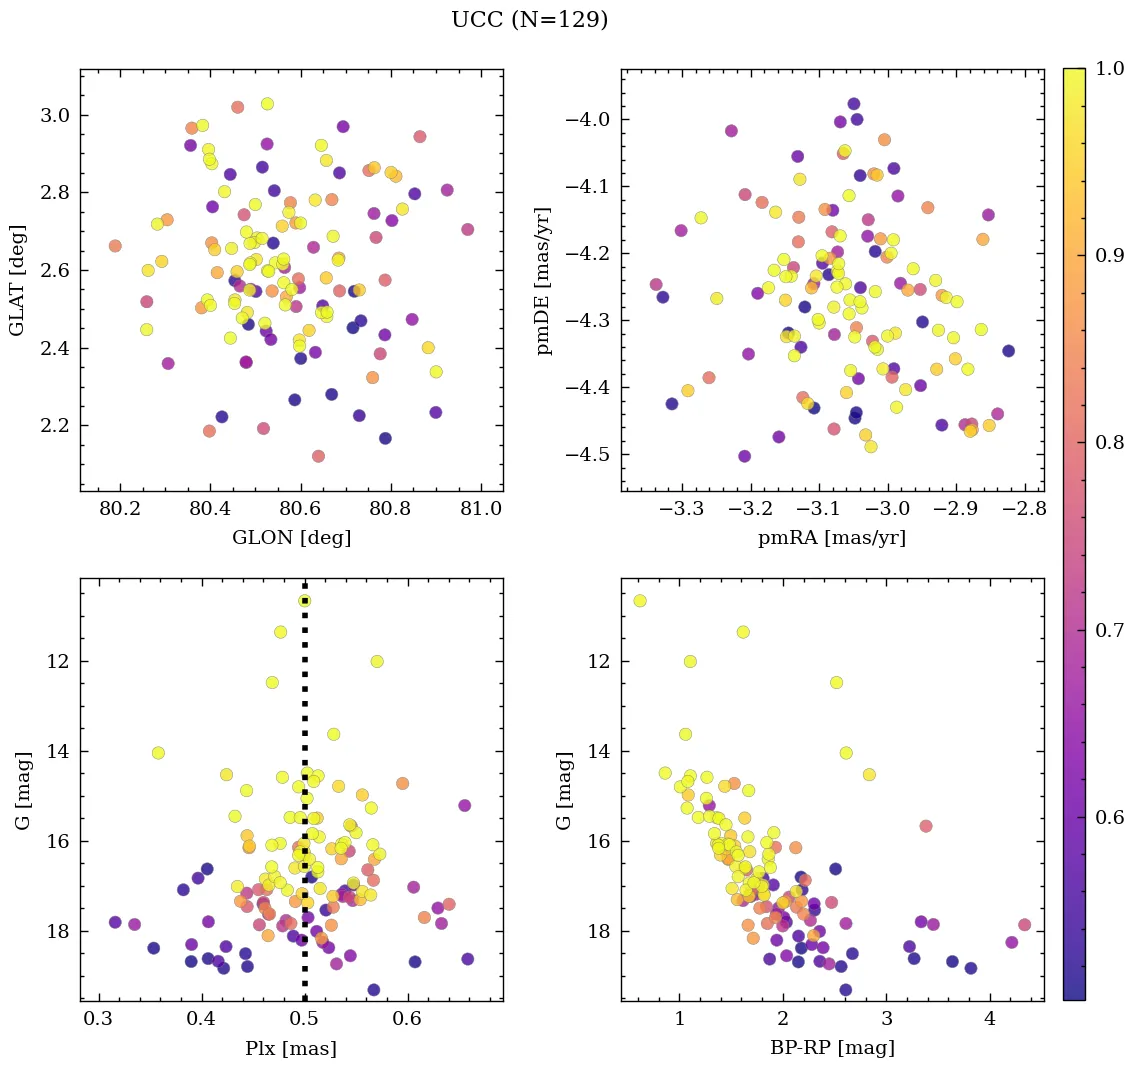 UCC (N=129)
3.0
2.8
2.6
2.4
2.2
GLAT [deg]
80.2 80.4 80.6 80.8 81.0
GLON [deg]
−4.0
−4.1
−4.2
−4.3
−4.4
−4.5
pmDE [mas/yr]
−3.3 −3.2 −3.1 −3.0 −2.9 −2.8
pmRA [mas/yr]
12
14
16
18
G [mag]
0.3 0.4 0.5 0.6
Plx [mas]
12
14
16
18
G [mag]
1 2 3 4
BP-RP [mag]
1.0
0.9
0.8
0.7
0.6